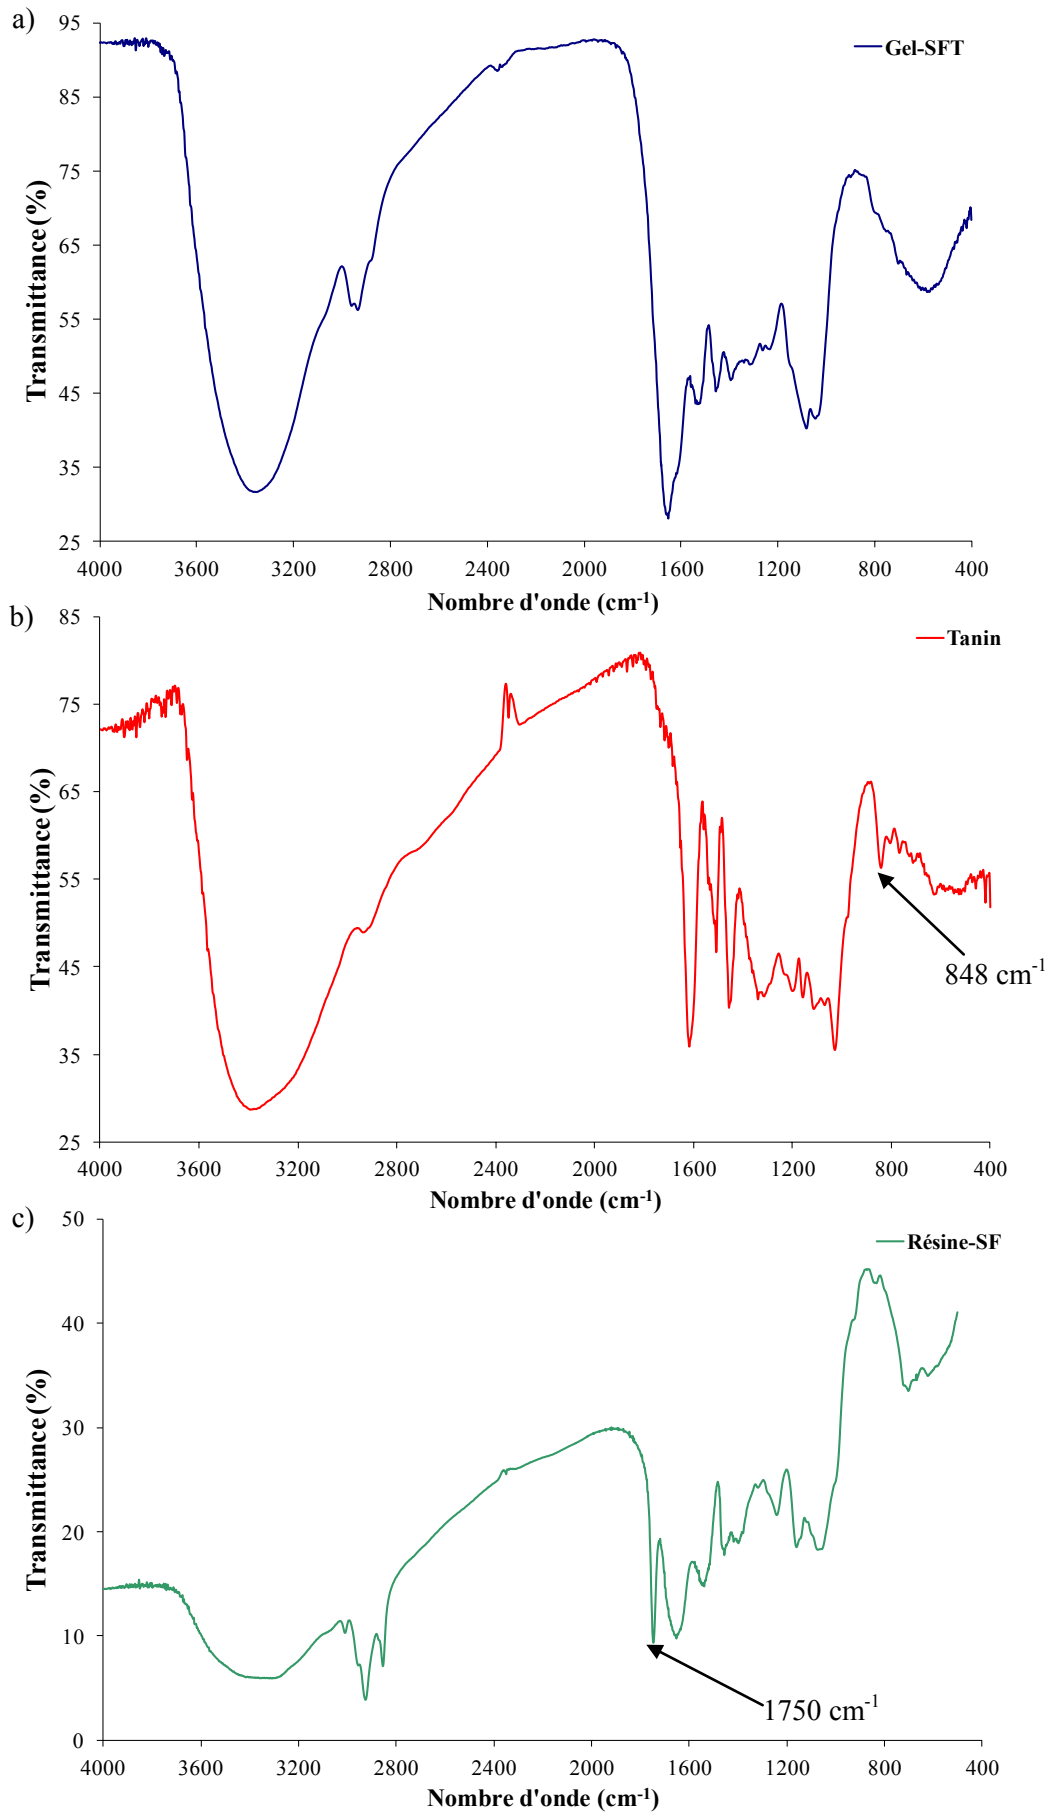 a)
Gel-SFT
Transmittance (%)
95
85
75
65
55
45
35
25
4000 3600 3200 2800 2400 2000 1600 1200 800 400
Nombre d'onde (cm-1)
b)
Tanin
Transmittance (%)
85
75
65
55
45
35
25
848 cm-1
4000 3600 3200 2800 2400 2000 1600 1200 800 400
Nombre d'onde (cm-1)
c)
Résine-SF
Transmittance (%)
50
40
30
20
10
0
1750 cm-1
4000 3600 3200 2800 2400 2000 1600 1200 800 400
Nombre d'onde (cm-1)